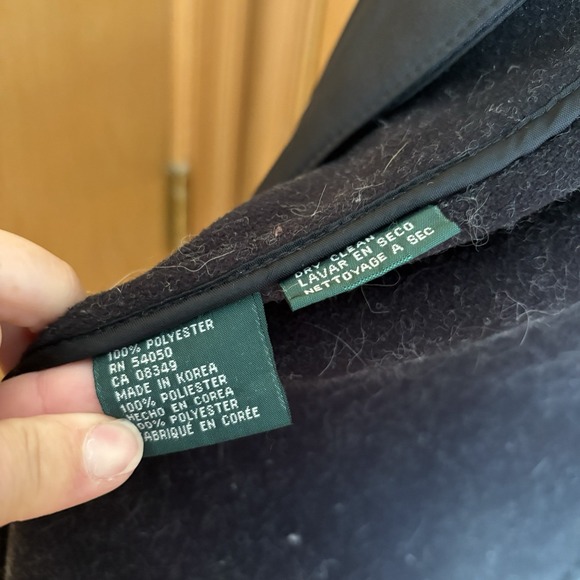 100% POLYESTER
RN 54050
CA 08349
MADE IN KOREA
100% POLIESTER
HECHO EN COREA
100% POLYESTER
FABRIQUÉ EN CORÉE
DRY CLEAN
LAVAR EN SECO
NETTOYAGE A SEC